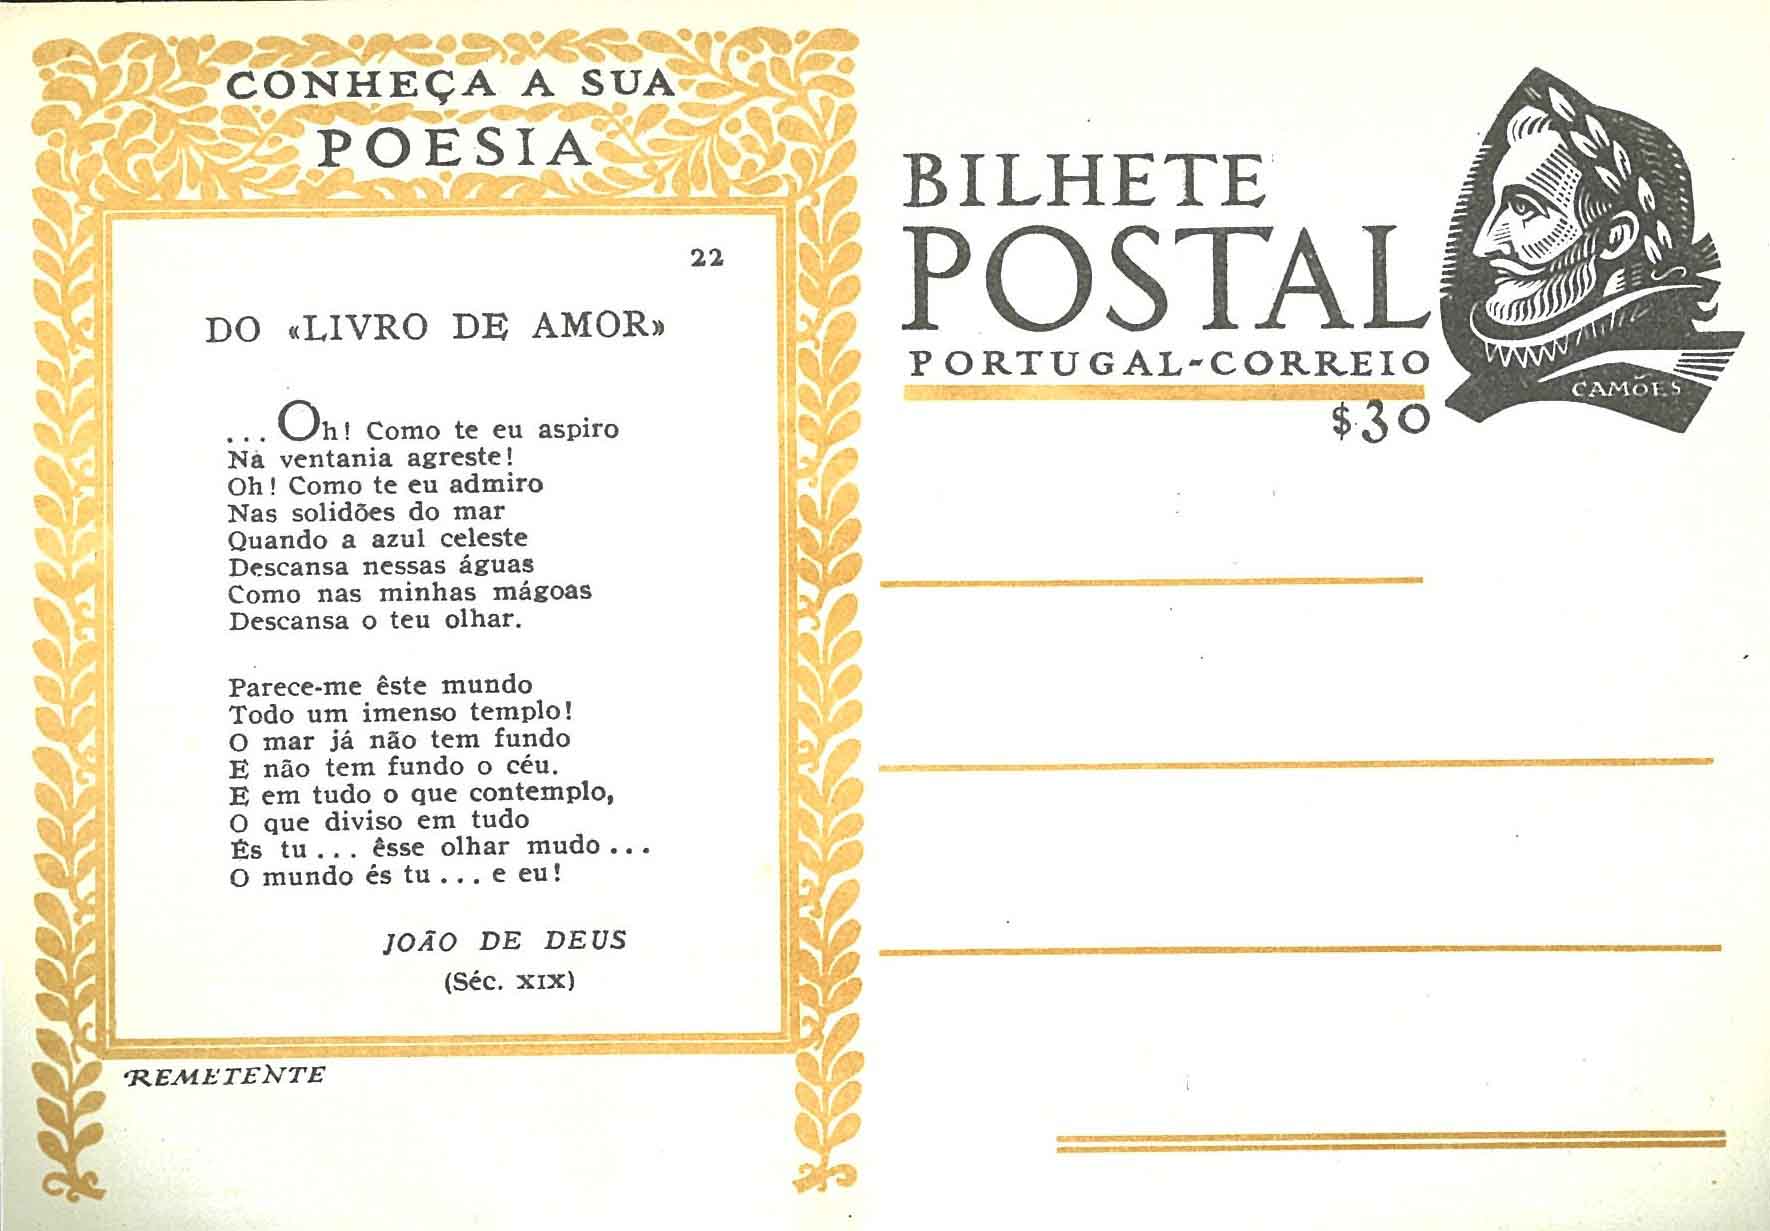 CONHEÇA A SUA
POESIA
22
DO «LIVRO DE AMOR»
... Oh! Como te eu aspiro
Na ventania agreste!
Oh! Como te eu admiro
Nas solidões do mar
Quando a azul celeste
Descansa nessas águas
Como nas minhas mágoas
Descansa o teu olhar.
Parece-me êste mundo
Todo um imenso templo!
O mar já não tem fundo
E não tem fundo o céu.
E em tudo o que contemplo,
O que diviso em tudo
És tu... êsse olhar mudo...
O mundo és tu... e eu!
JOÃO DE DEUS
(Séc. XIX)
REMETENTE
BILHETE
POSTAL
PORTUGAL-CORREIO
$30
CAMÕES